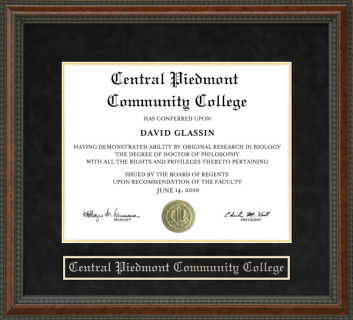 Central Piedmont
Community College
HAS CONFERRED UPON
DAVID GLASSIN
HAVING DEMONSTRATED ABILITY BY ORIGINAL RESEARCH IN BIOLOGY
THE DEGREE OF DOCTOR OF PHILOSOPHY
WITH ALL THE RIGHTS AND PRIVILEGES THERETO PERTAINING
ISSUED BY THE BOARD OF REGENTS
UPON RECOMMENDATION OF THE FACULTY
JUNE 14, 2010
PROVOST
PRESIDENT
Central Piedmont Community College